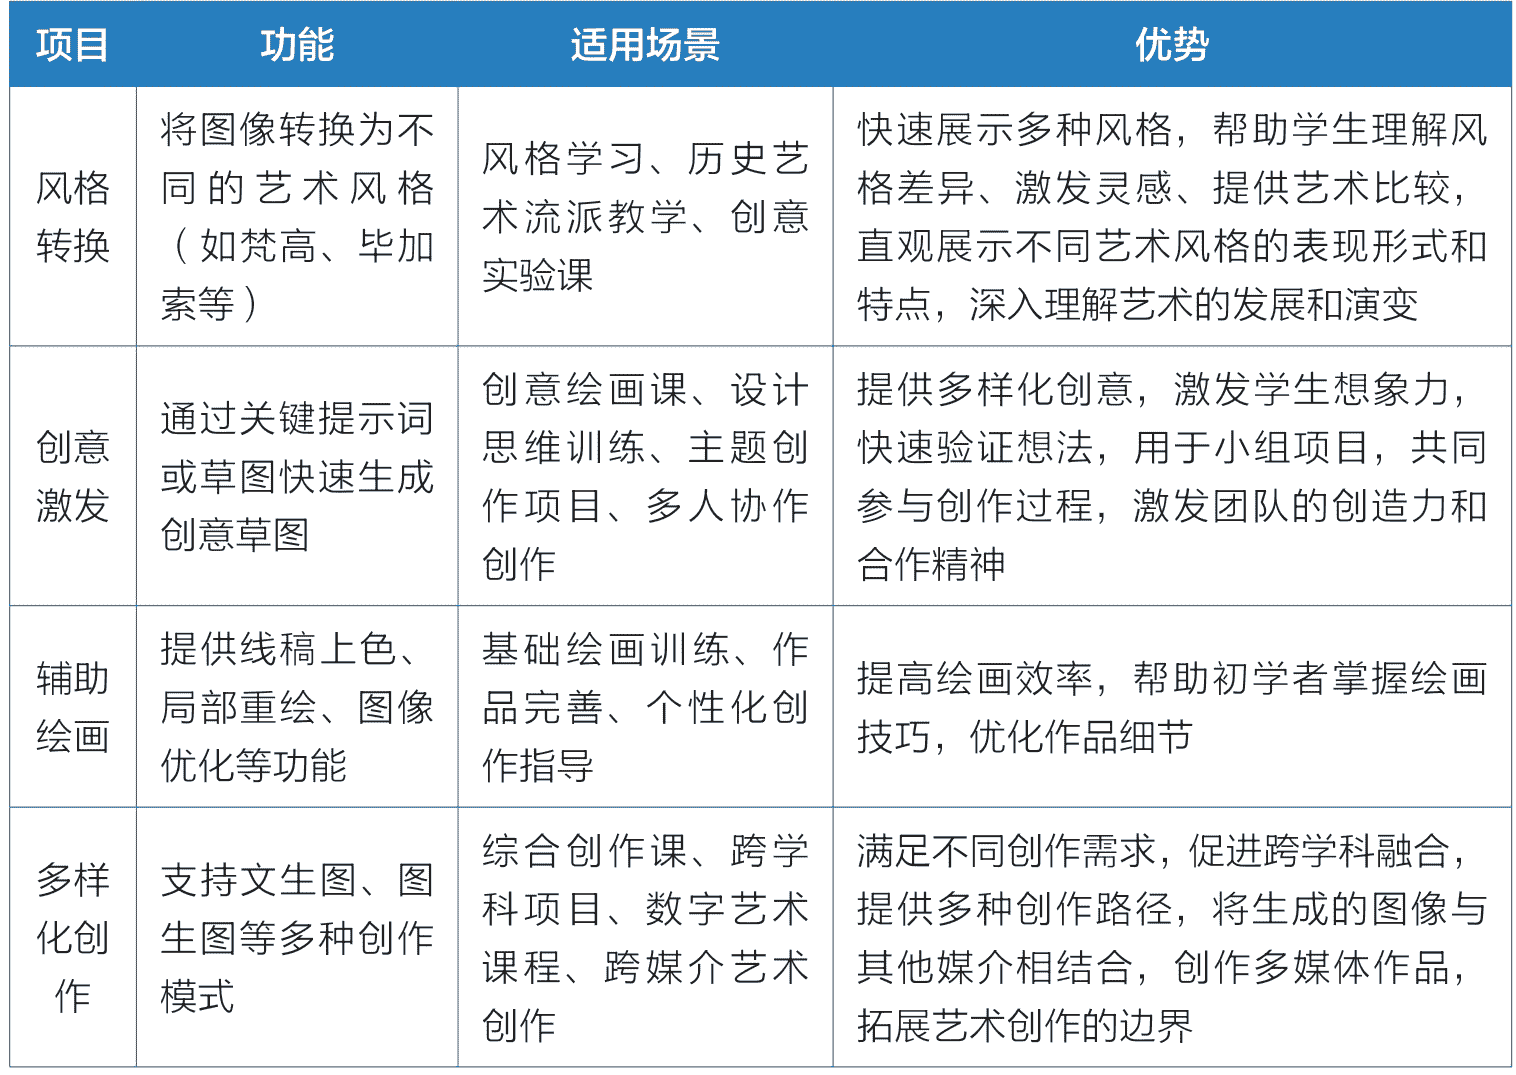 项目
功能
适用场景
优势
风格
转换
将图像转换为不
同的艺术风格
（如梵高、毕加
索等）
风格学习、历史艺
术流派教学、创意
实验课
快速展示多种风格，帮助学生理解风
格差异、激发灵感、提供艺术比较，
直观展示不同艺术风格的表现形式和
特点，深入理解艺术的发展和演变
创意
激发
通过关键提示词
或草图快速生成
创意草图
创意绘画课、设计
思维训练、主题创
作项目、多人协作
创作
提供多样化创意，激发学生想象力，
快速验证想法，用于小组项目，共同
参与创作过程，激发团队的创造力和
合作精神
辅助
绘画
提供线稿上色、
局部重绘、图像
优化等功能
基础绘画训练、作
品完善、个性化创
作指导
提高绘画效率，帮助初学者掌握绘画
技巧，优化作品细节
多样
化创
作
支持文生图、图
生图等多种创作
模式
综合创作课、跨学
科项目、数字艺术
课程、跨媒介艺术
创作
满足不同创作需求，促进跨学科融合，
提供多种创作路径，将生成的图像与
其他媒介相结合，创作多媒体作品，
拓展艺术创作的边界